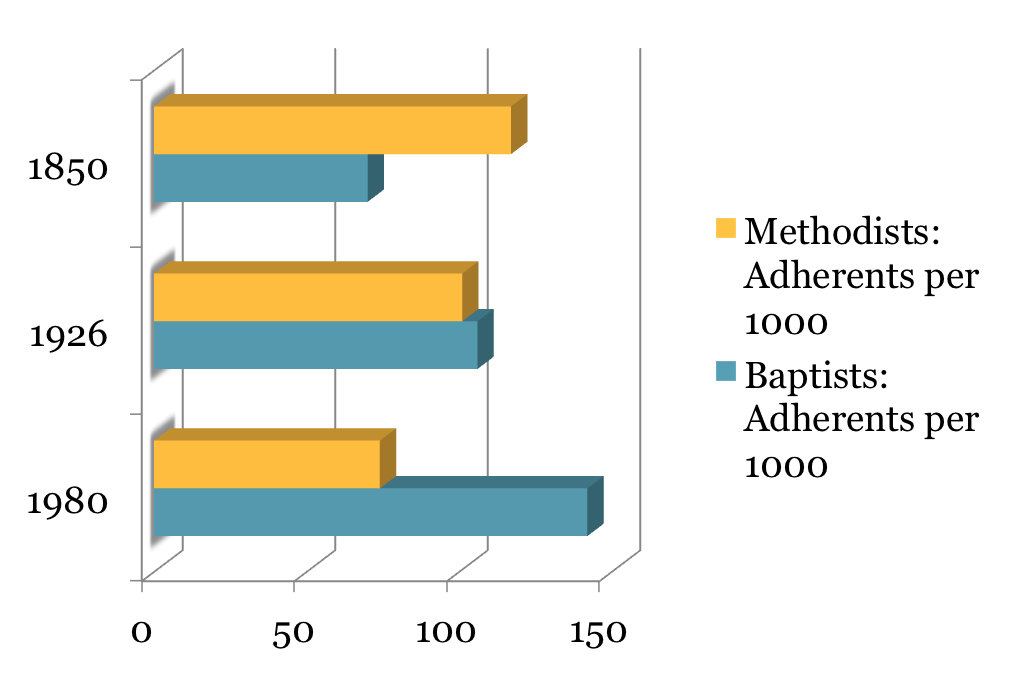 1850
1926
1980
0 50 100 150
Methodists:
Adherents per
1000
Baptists:
Adherents per
1000